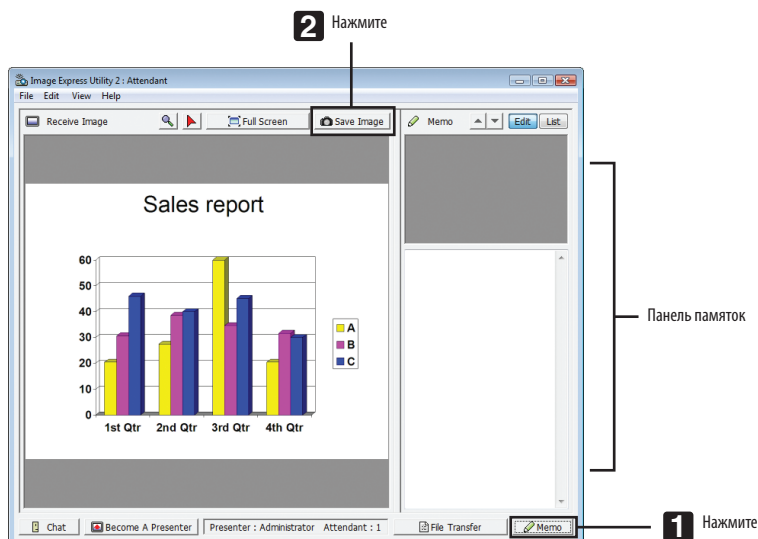 2 Нажмите
Image Express Utility 2 : Attendant
File Edit View Help
Receive Image Full Screen Save Image Memo Edit List
Sales report
60
50
40
30
20
10
0
A
B
C
1st Qtr 2nd Qtr 3rd Qtr 4th Qtr
Панель памяток
Chat Become A Presenter Presenter : Administrator Attendant : 1 File Transfer Memo
1 Нажмите